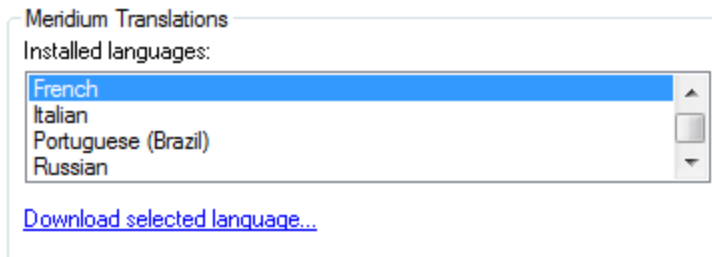 Meridium Translations
Installed languages:
French
Italian
Portuguese (Brazil)
Russian
Download selected language...